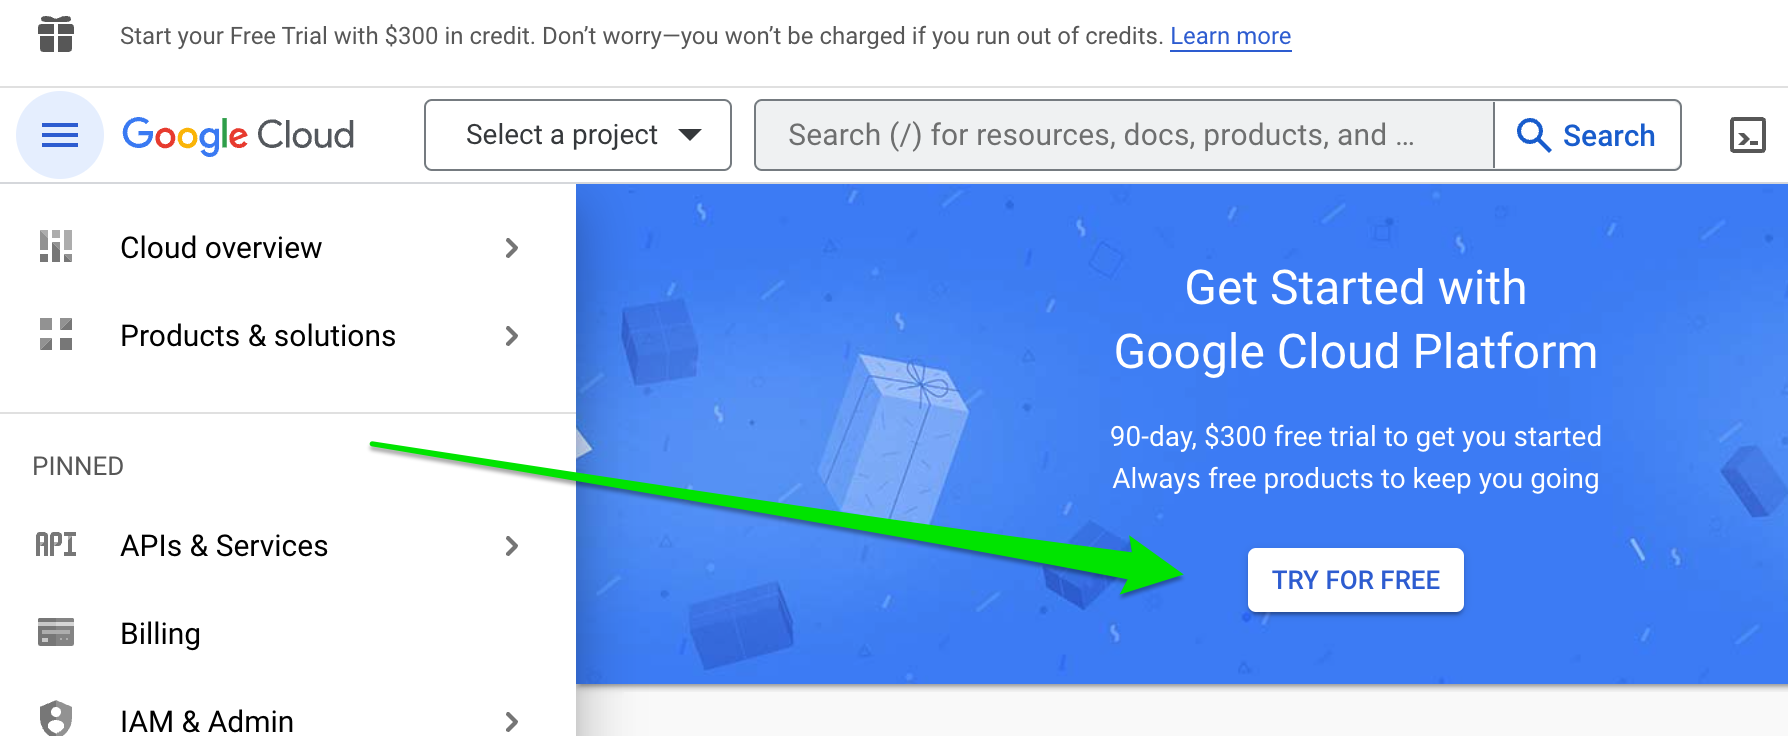 Start your Free Trial with $300 in credit. Don’t worry—you won’t be charged if you run out of credits. Learn more
Google Cloud
Select a project
Search (/) for resources, docs, products, and ...
Search
Cloud overview
Products & solutions
PINNED
API
APIs & Services
Billing
IAM & Admin
Get Started with
Google Cloud Platform
90-day, $300 free trial to get you started
Always free products to keep you going
TRY FOR FREE